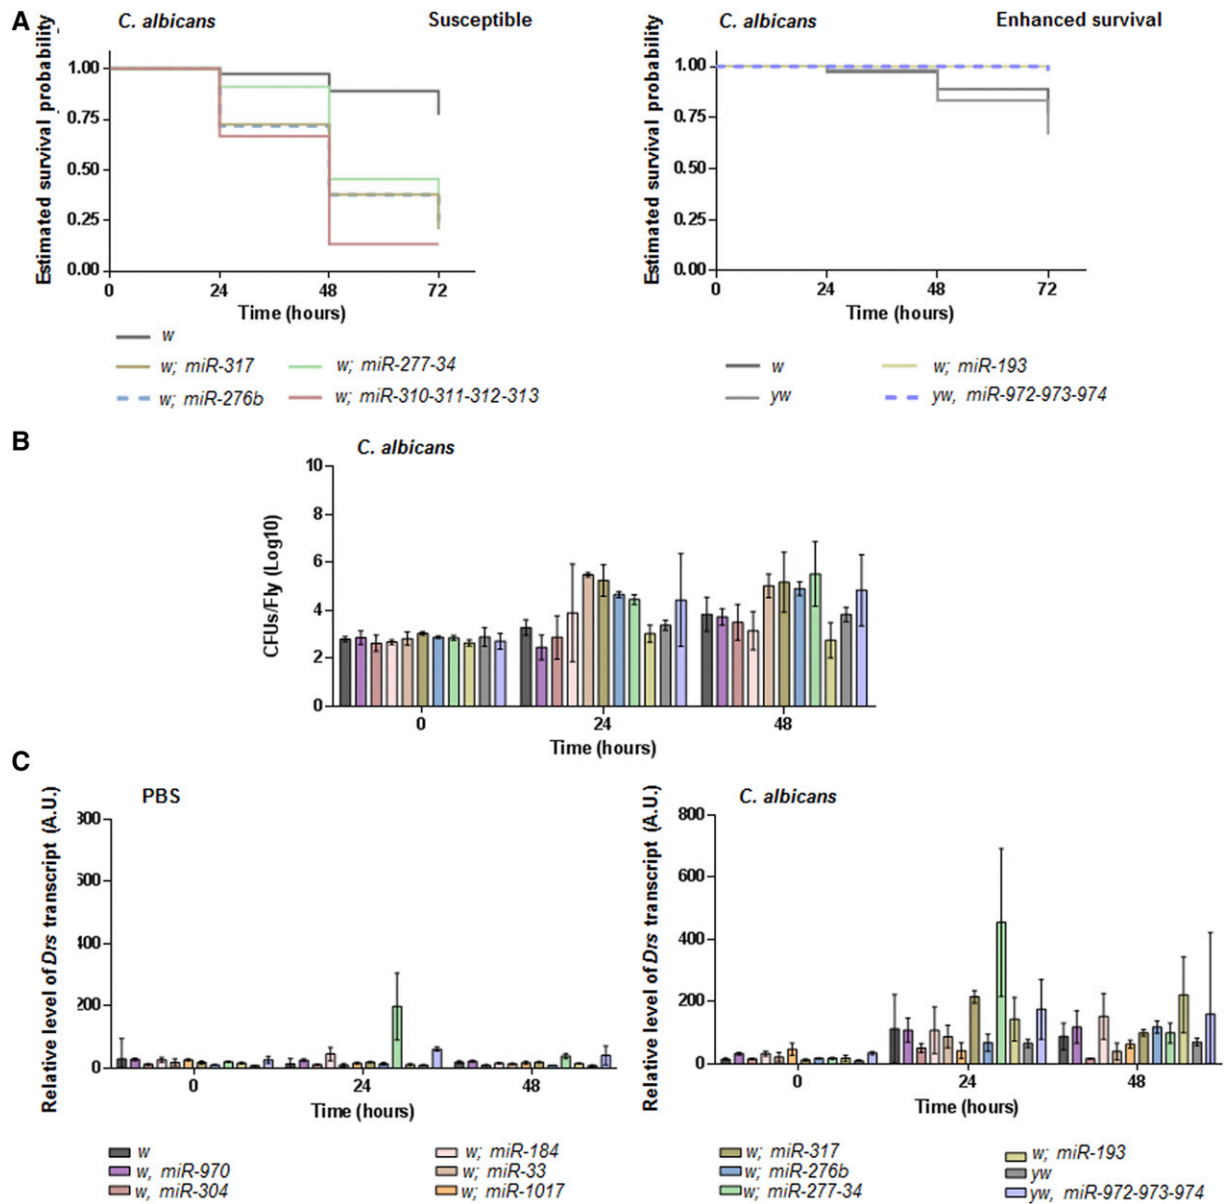 A
C. albicans
Susceptible
Estimated survival probability
1.00
0.75
0.50
0.25
0.00
0
24
48
72
Time (hours)
w
w; miR-317
w; miR-277-34
w; miR-276b
w; miR-310-311-312-313
C. albicans
Enhanced survival
Estimated survival probability
1.00
0.75
0.50
0.25
0.00
0
24
48
72
Time (hours)
w
w; miR-193
yw
yw, miR-972-973-974
B
C. albicans
CFUs/Fly (Log10)
10
8
6
4
2
0
0
24
48
Time (hours)
C
PBS
Relative level of Drs transcript (A.U.)
800
600
400
200
0
0
24
48
Time (hours)
C. albicans
Relative level of Drs transcript (A.U.)
800
600
400
200
0
0
24
48
Time (hours)
w
w, miR-970
w, miR-304
w; miR-184
w; miR-33
w; miR-1017
w; miR-317
w; miR-276b
w; miR-277-34
w; miR-193
yw
yw, miR-972-973-974